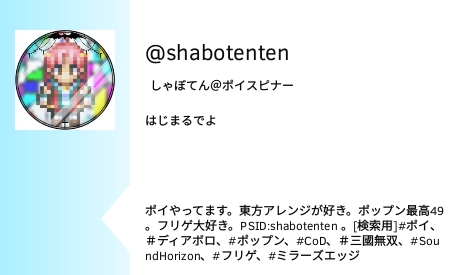 @shabotenten
しゃぼてん@ポイスピナー
はじまるでよ
ポイやってます。東方アレンジが好き。ポップン最高49
。フリゲ大好き。PSID:shabotenten 。[検索用]#ポイ、
＃ディアボロ、#ポップン、#CoD、＃三國無双、#Sou
ndHorizon、#フリゲ、#ミラーズエッジ